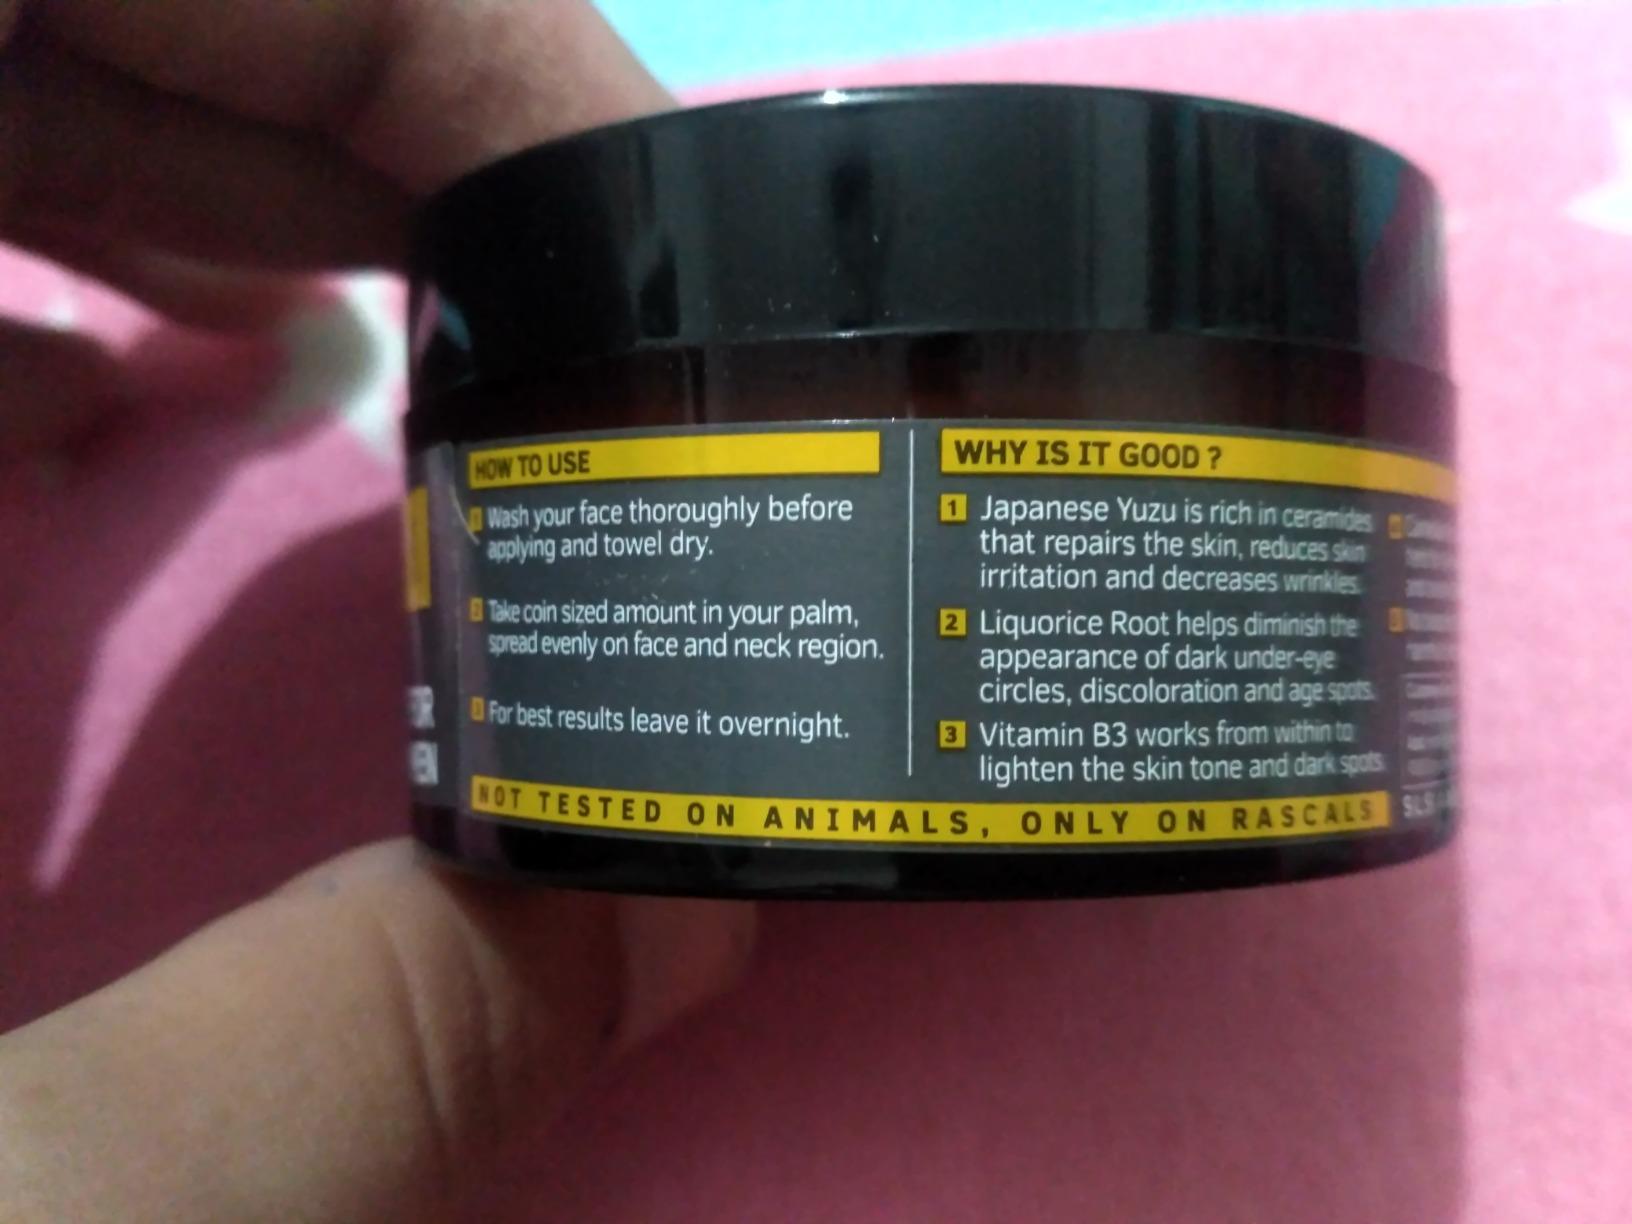 HOW TO USE
1 Wash your face thoroughly before
applying and towel dry.
2 Take coin sized amount in your palm,
spread evenly on face and neck region.
3 For best results leave it overnight.
WHY IS IT GOOD ?
1 Japanese Yuzu is rich in ceramides
that repairs the skin, reduces skin
irritation and decreases wrinkles.
2 Liquorice Root helps diminish the
appearance of dark under-eye
circles, discoloration and age spots.
3 Vitamin B3 works from within to
lighten the skin tone and dark spots.
NOT TESTED ON ANIMALS, ONLY ON RASCALS
SLS